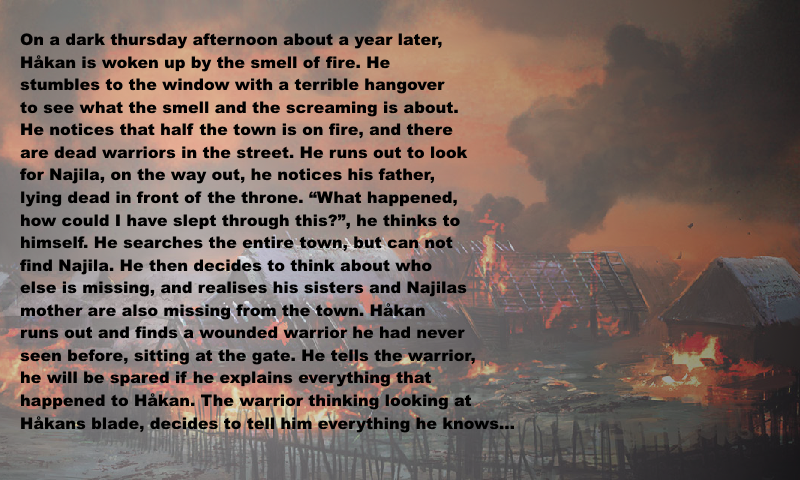 On a dark thursday afternoon about a year later,
Håkan is woken up by the smell of fire. He
stumbles to the window with a terrible hangover
to see what the smell and the screaming is about.
He notices that half the town is on fire, and there
are dead warriors in the street. He runs out to look
for Najila, on the way out, he notices his father,
lying dead in front of the throne. “What happened,
how could I have slept through this?”, he thinks to
himself. He searches the entire town, but can not
find Najila. He then decides to think about who
else is missing, and realises his sisters and Najilas
mother are also missing from the town. Håkan
runs out and finds a wounded warrior he had never
seen before, sitting at the gate. He tells the warrior,
he will be spared if he explains everything that
happened to Håkan. The warrior thinking looking at
Håkans blade, decides to tell him everything he knows...